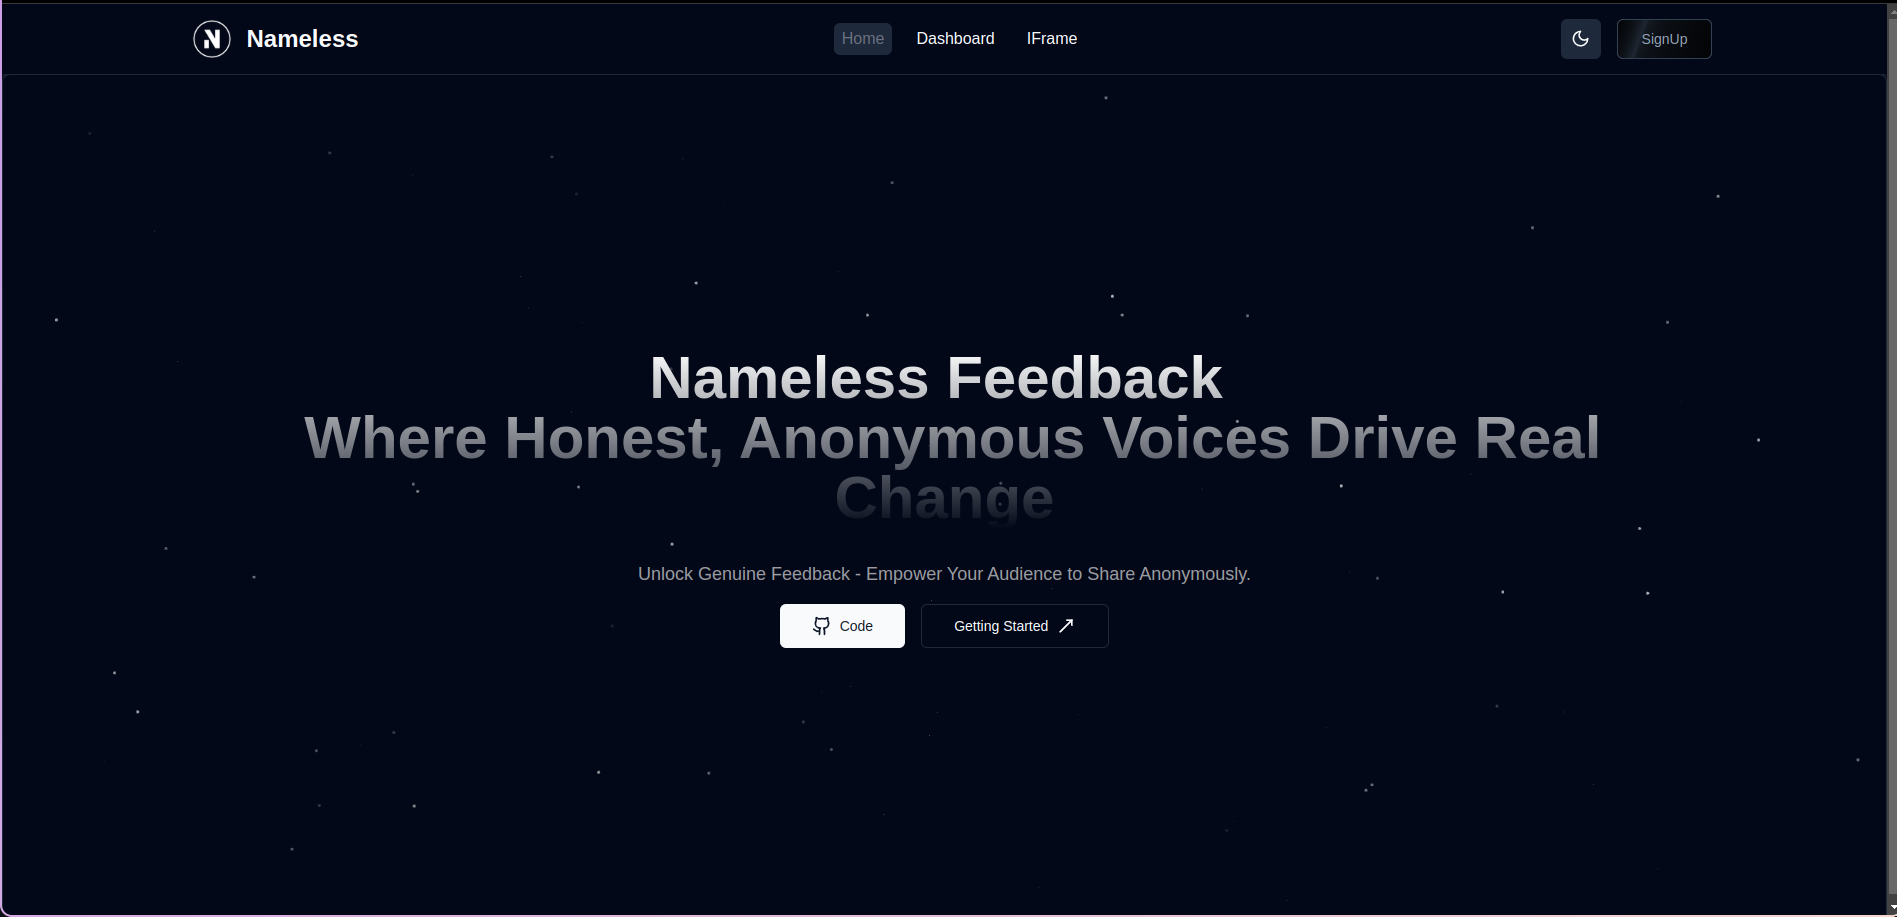 Nameless
Home
Dashboard
IFrame
SignUp
Nameless Feedback
Where Honest, Anonymous Voices Drive Real
Change
Unlock Genuine Feedback - Empower Your Audience to Share Anonymously.
Code
Getting Started